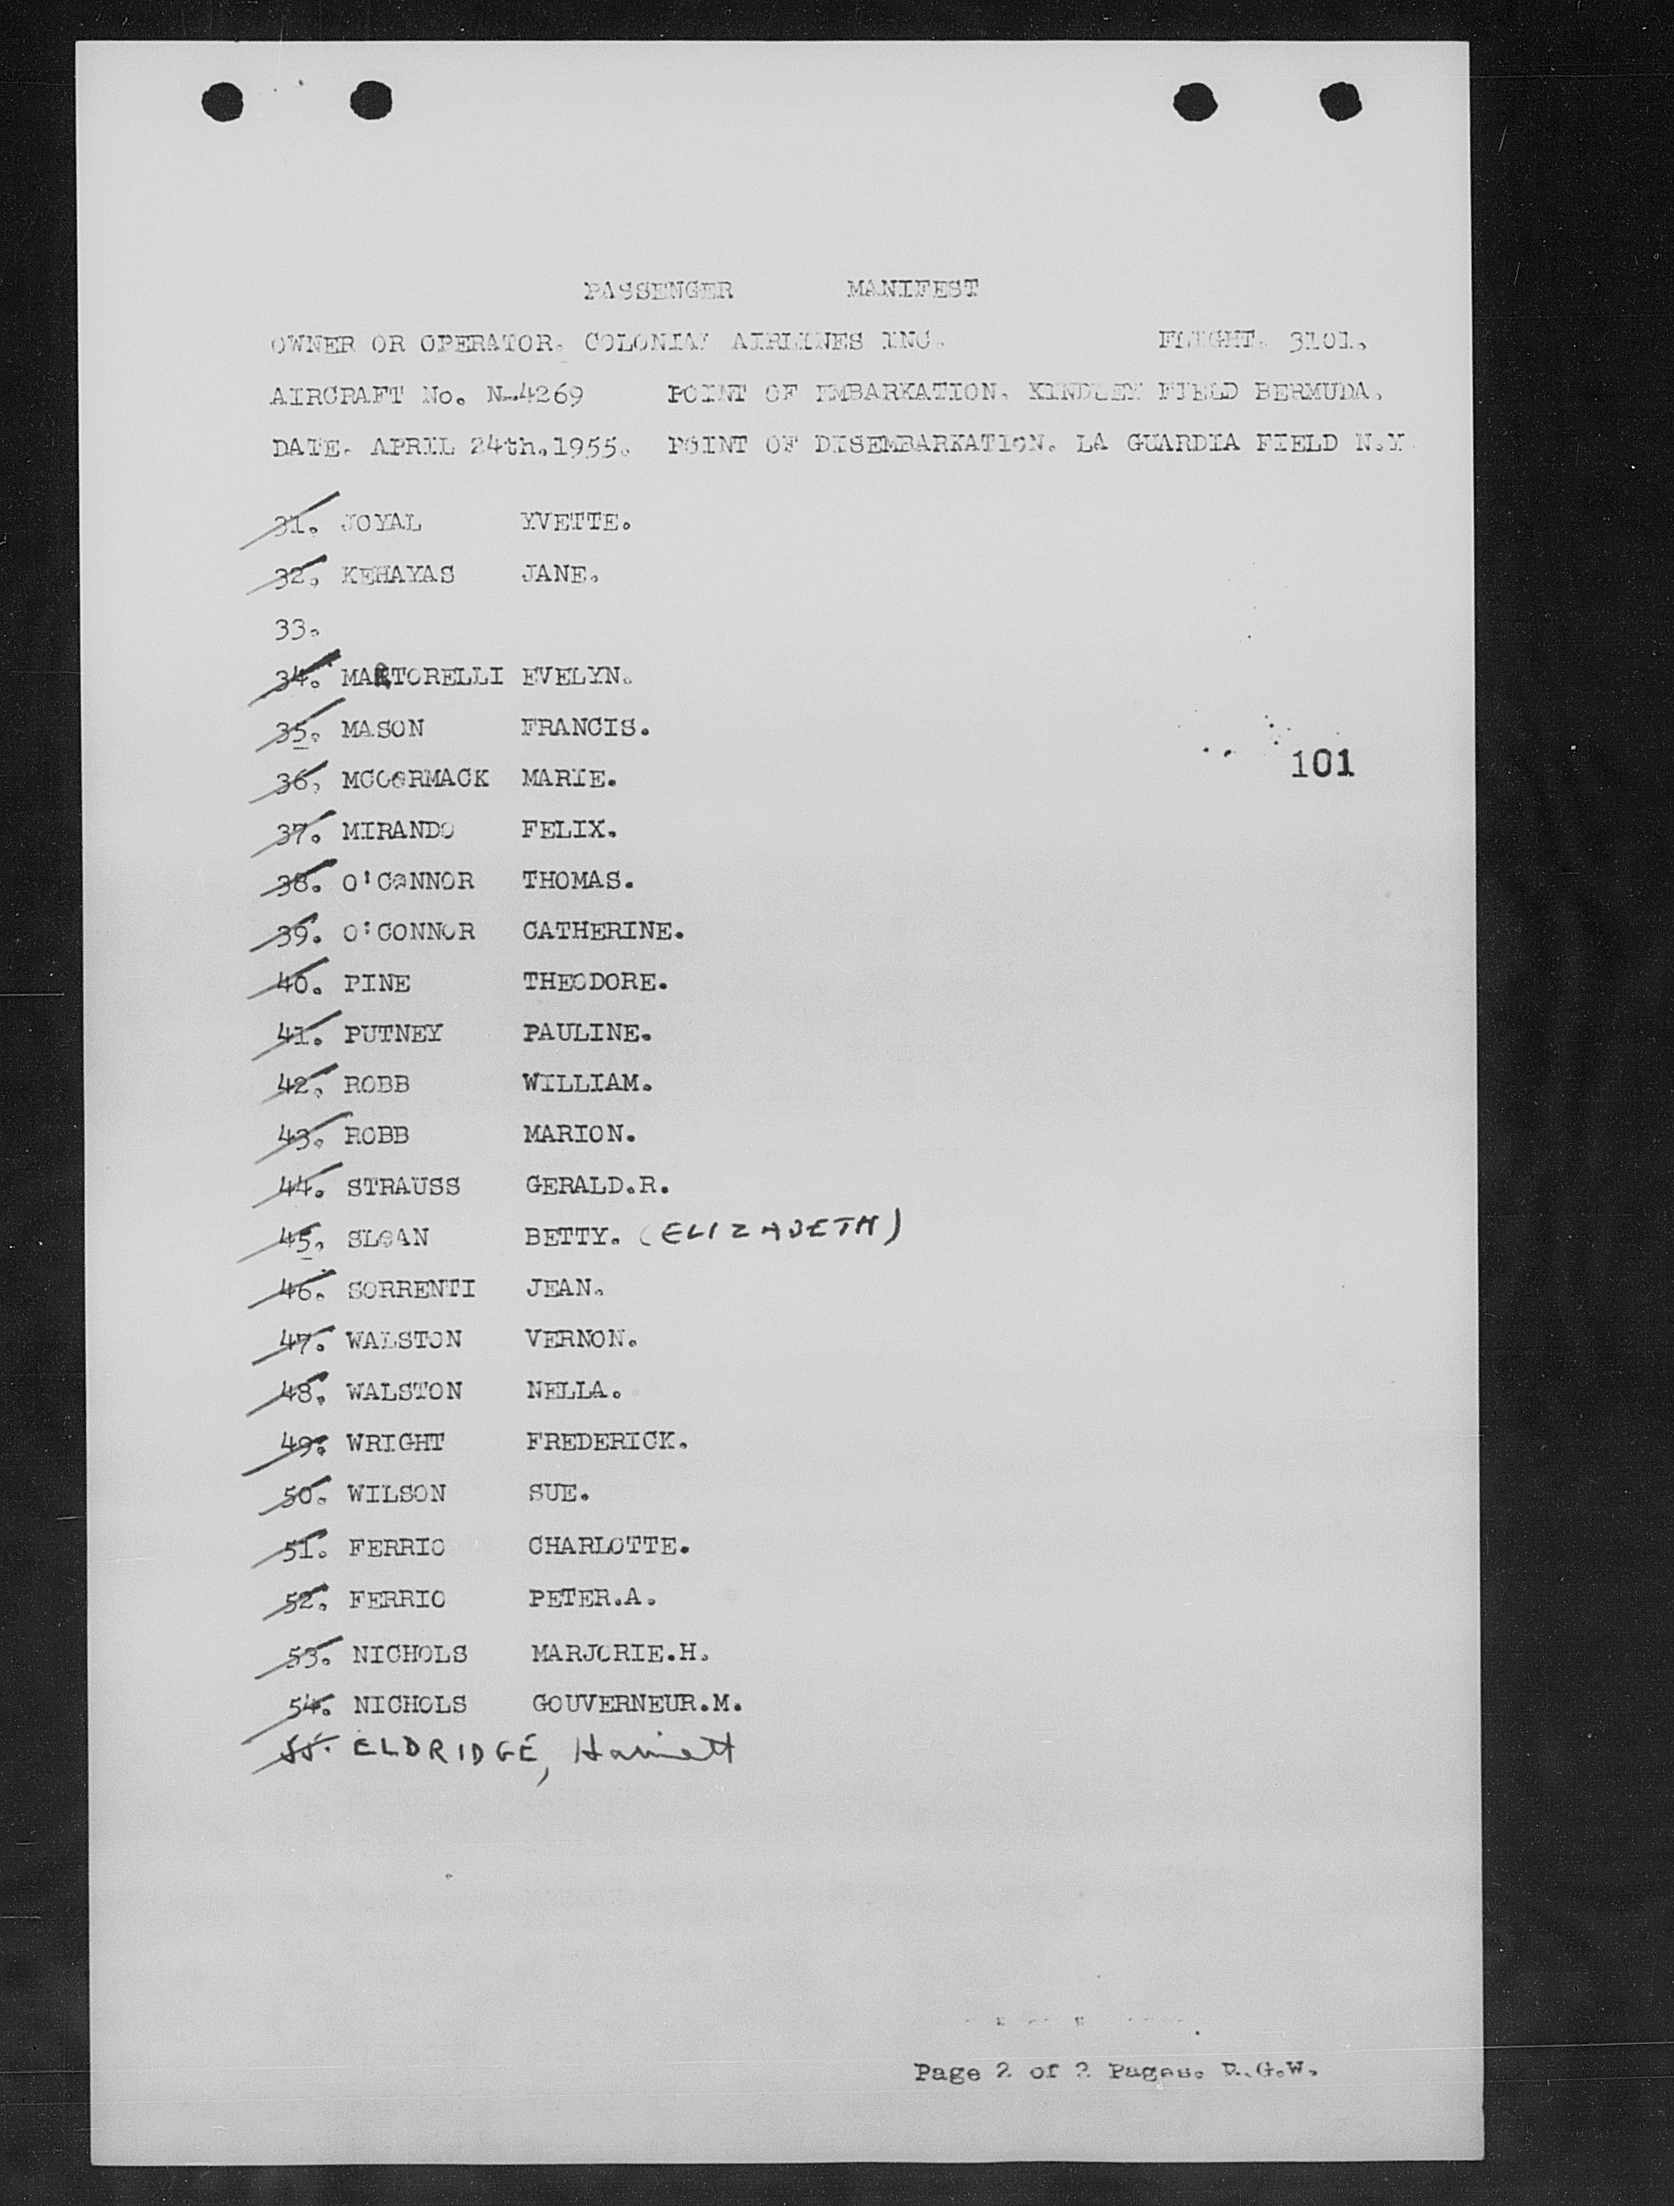 PASSENGER MANIFEST
OWNER OR OPERATOR. COLONIAL AIRLINES INC. FLIGHT. 3101.
AIRCRAFT No. N-4269 POINT OF EMBARKATION. KINDLEY FIELD BERMUDA.
DATE. APRIL 24th.1955. POINT OF DISEMBARKATION. LA GUARDIA FIELD N.Y
31. JOYAL YVETTE.
32. KEHAYAS JANE.
33.
34. MARTORELLI EVELYN.
35. MASON FRANCIS.
101
36. MCCORMACK MARIE.
37. MIRANDO FELIX.
38. O'CONNOR THOMAS.
39. O'CONNOR CATHERINE.
40. PINE THEODORE.
41. PUTNEY PAULINE.
42. ROBB WILLIAM.
43. ROBB MARION.
44. STRAUSS GERALD.R.
45. SLOAN BETTY. (ELIZABETH)
46. SORRENTI JEAN.
47. WALSTON VERNON.
48. WALSTON NELLA.
49. WRIGHT FREDERICK.
50. WILSON SUE.
51. FERRIO CHARLOTTE.
52. FERRIO PETER.A.
53. NICHOLS MARJORIE.H.
54. NICHOLS GOUVERNEUR.M.
55. ELDRIDGE, Harriett
Page 2 of 2 Pages. D.G.W.